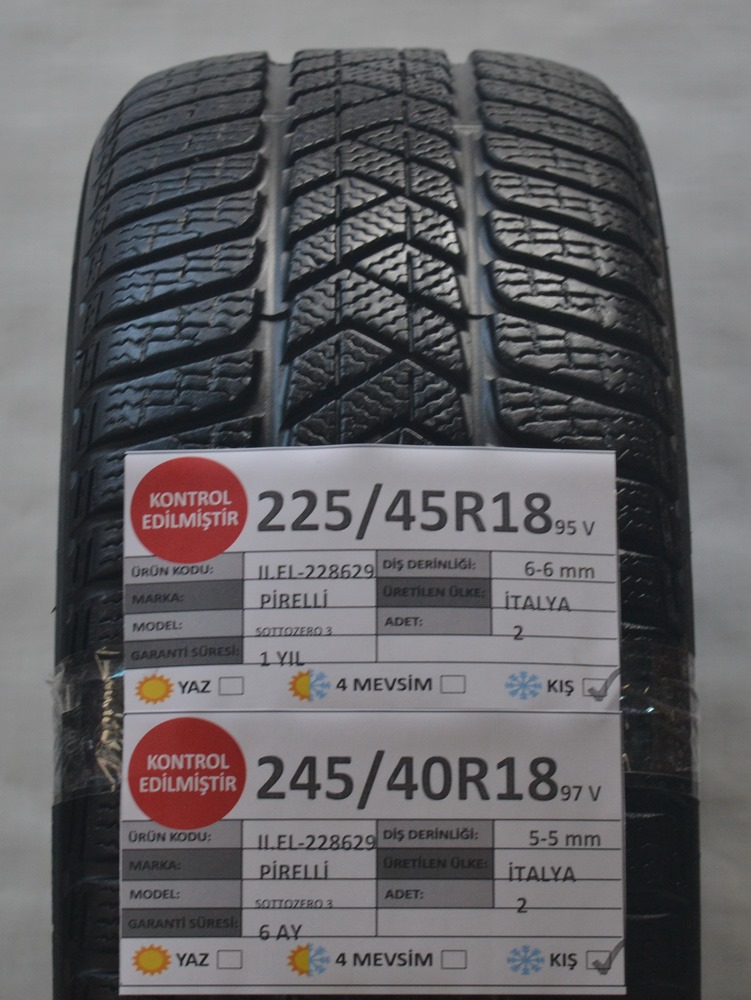 KONTROL
EDİLMİŞTİR
225/45R18 95 V
ÜRÜN KODU: II.EL-228629 DİŞ DERİNLİĞİ: 6-6 mm
MARKA: PİRELLİ ÜRETİLEN ÜLKE: İTALYA
MODEL: SOTTOZERO 3 ADET: 2
GARANTİ SÜRESİ: 1 YIL
YAZ 4 MEVSİM KIŞ
KONTROL
EDİLMİŞTİR
245/40R18 97 V
ÜRÜN KODU: II.EL-228629 DİŞ DERİNLİĞİ: 5-5 mm
MARKA: PİRELLİ ÜRETİLEN ÜLKE: İTALYA
MODEL: SOTTOZERO 3 ADET: 2
GARANTİ SÜRESİ: 6 AY
YAZ 4 MEVSİM KIŞ